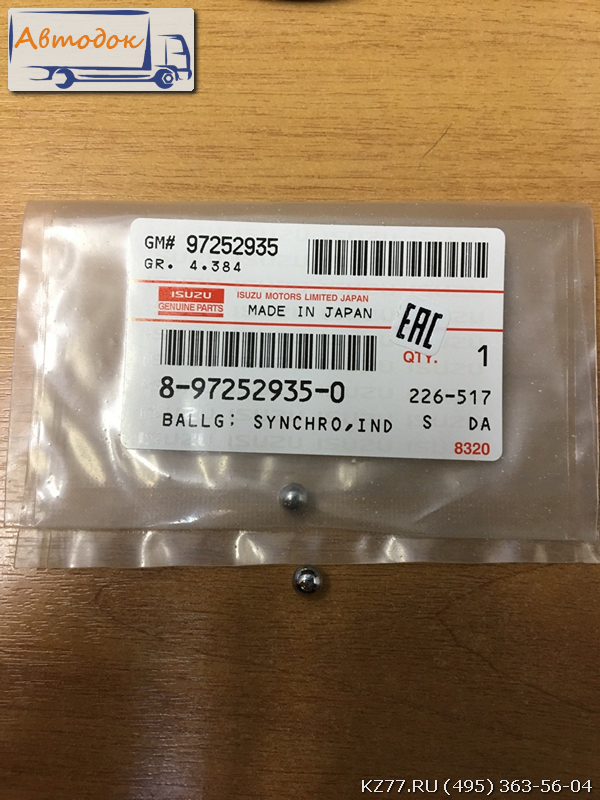 Автодок
GM# 97252935
GR. 4.384
ISUZU
GENUINE PARTS
ISUZU MOTORS LIMITED JAPAN
MADE IN JAPAN
EAC
QTY. 1
8-97252935-0
226-517
BALLG; SYNCHRO,IND
S DA
8320
KZ77.RU (495) 363-56-04